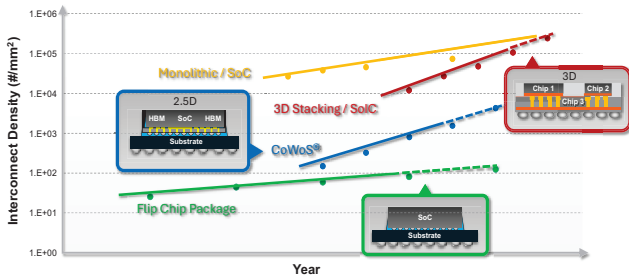 Interconnect Density (#/mm²)
1.E+06
1.E+05
1.E+04
1.E+03
1.E+02
1.E+01
1.E+00
Monolithic / SoC
3D Stacking / SoIC
CoWoS®
Flip Chip Package
2.5D
HBM SoC HBM
Substrate
3D
Chip 1 Chip 2
Chip 3
SoC
Substrate
Year